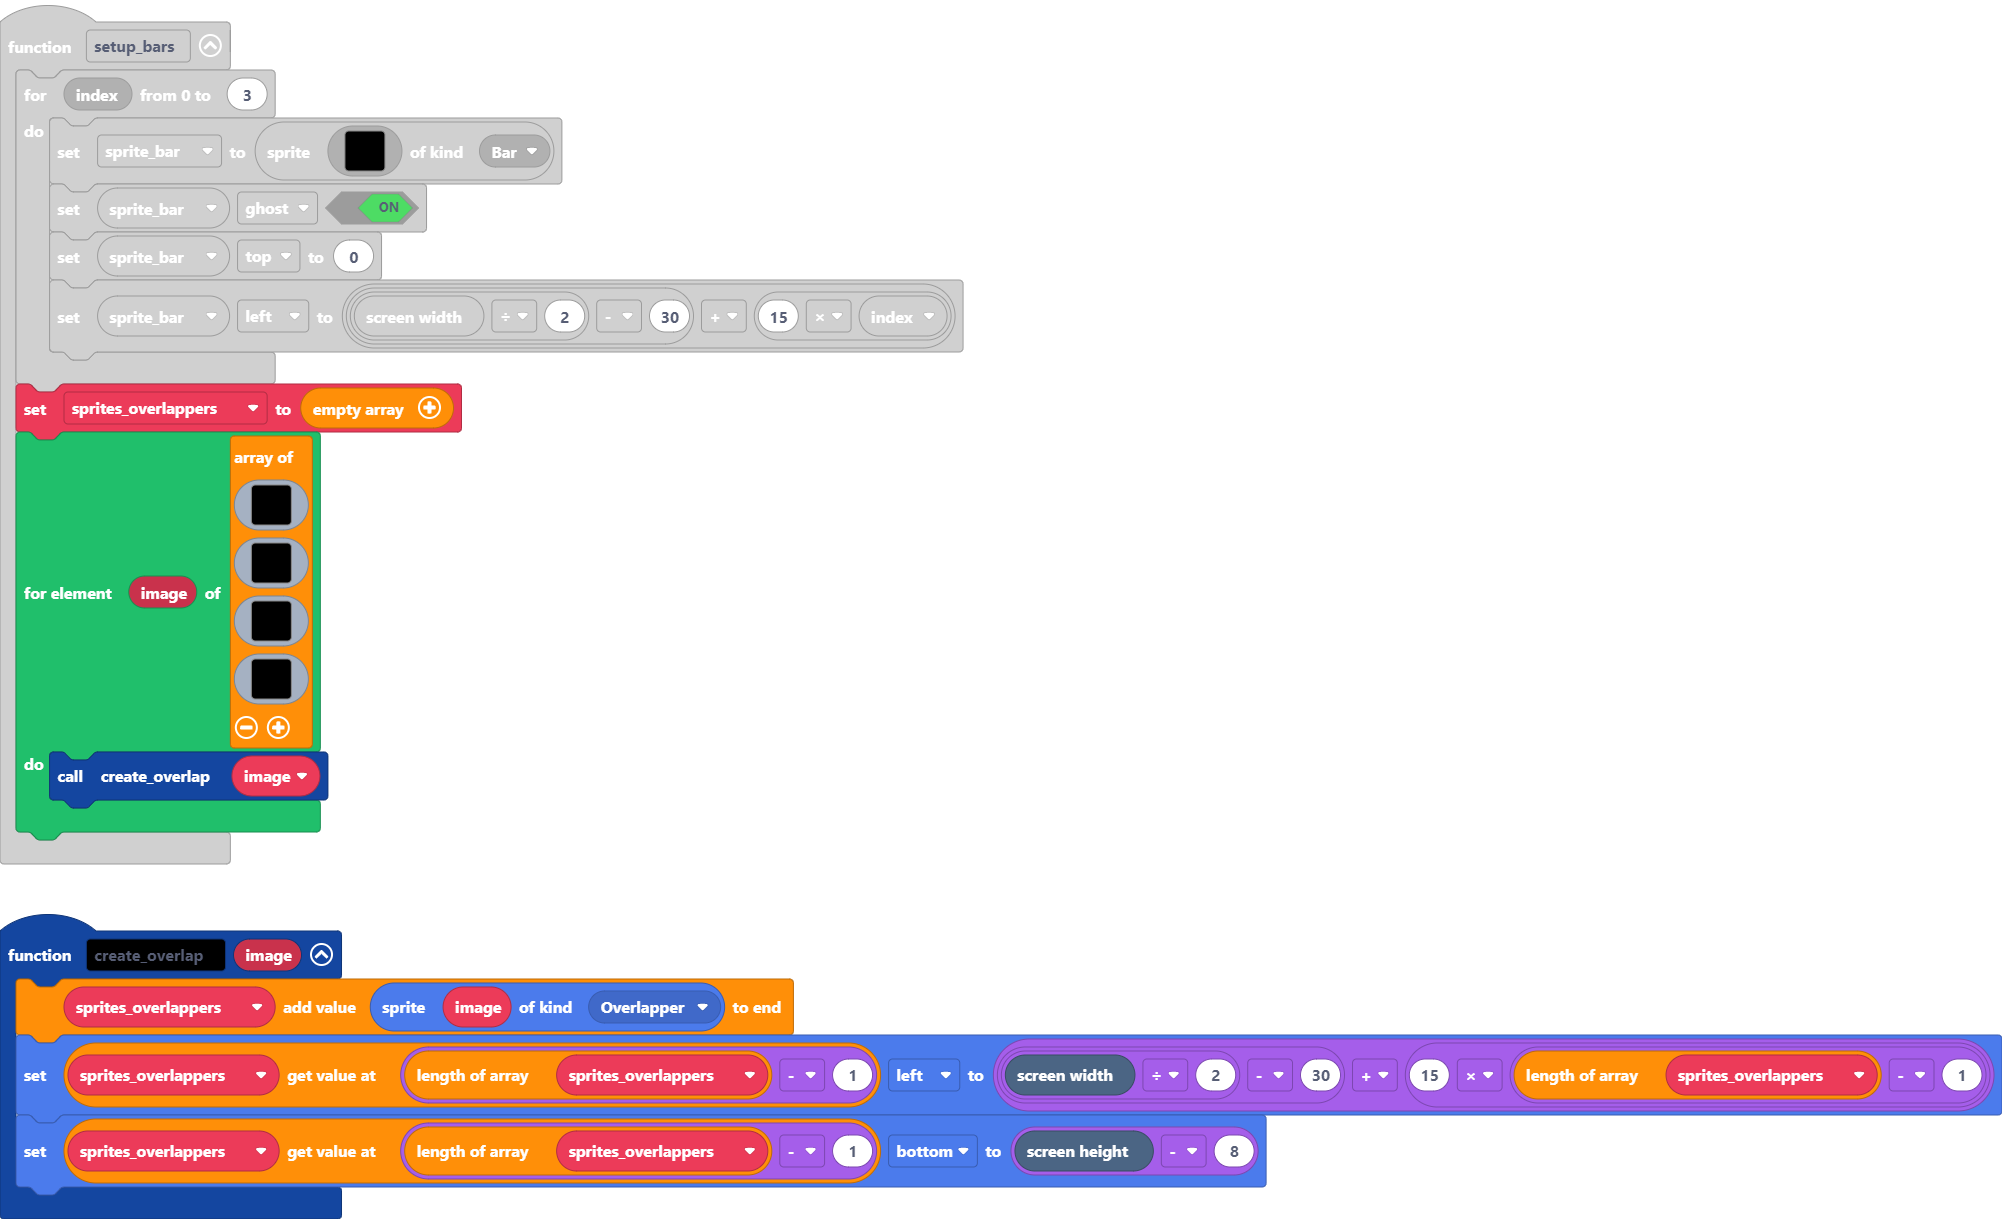 function setup_bars
for index from 0 to 3
do
set sprite_bar to sprite of kind Bar
set sprite_bar ghost ON
set sprite_bar top to 0
set sprite_bar left to screen width ÷ 2 - 30 + 15 × index
set sprites_overlappers to empty array
array of
for element image of
do
call create_overlap image
function create_overlap image
sprites_overlappers add value sprite image of kind Overlapper to end
set sprites_overlappers get value at length of array sprites_overlappers - 1 left to screen width ÷ 2 - 30 + 15 × length of array sprites_overlappers - 1
set sprites_overlappers get value at length of array sprites_overlappers - 1 bottom to screen height - 8